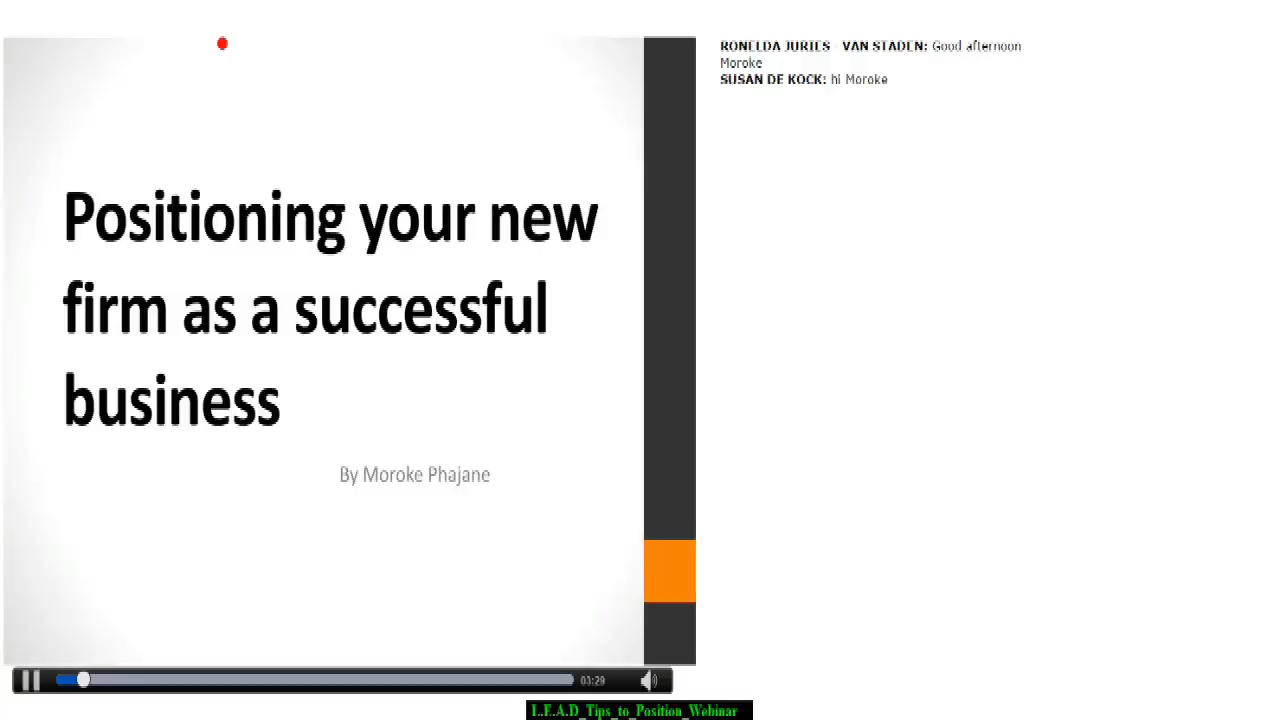 Positioning your new
firm as a successful
business
By Moroke Phajane
RONELDA JURIES - VAN STADEN: Good afternoon
Moroke
SUSAN DE KOCK: hi Moroke
03:29
L.E.A.D_Tips_to_Position_Webinar